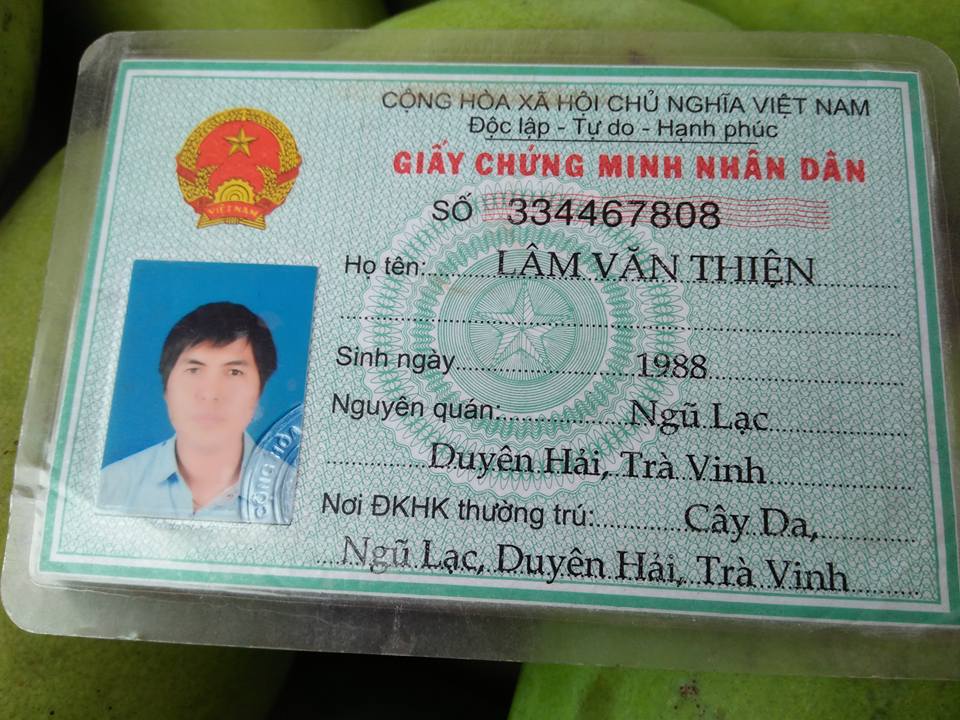 CỘNG HÒA XÃ HỘI CHỦ NGHĨA VIỆT NAM
Độc lập - Tự do - Hạnh phúc
GIẤY CHỨNG MINH NHÂN DÂN
VIỆT NAM
SỐ 334467808
Họ tên: LÂM VĂN THIỆN
Sinh ngày 1988
Nguyên quán: Ngũ Lạc
Duyên Hải, Trà Vinh
Nơi ĐKHK thường trú: Cây Da,
Ngũ Lạc, Duyên Hải, Trà Vinh
CỘNG HÒA